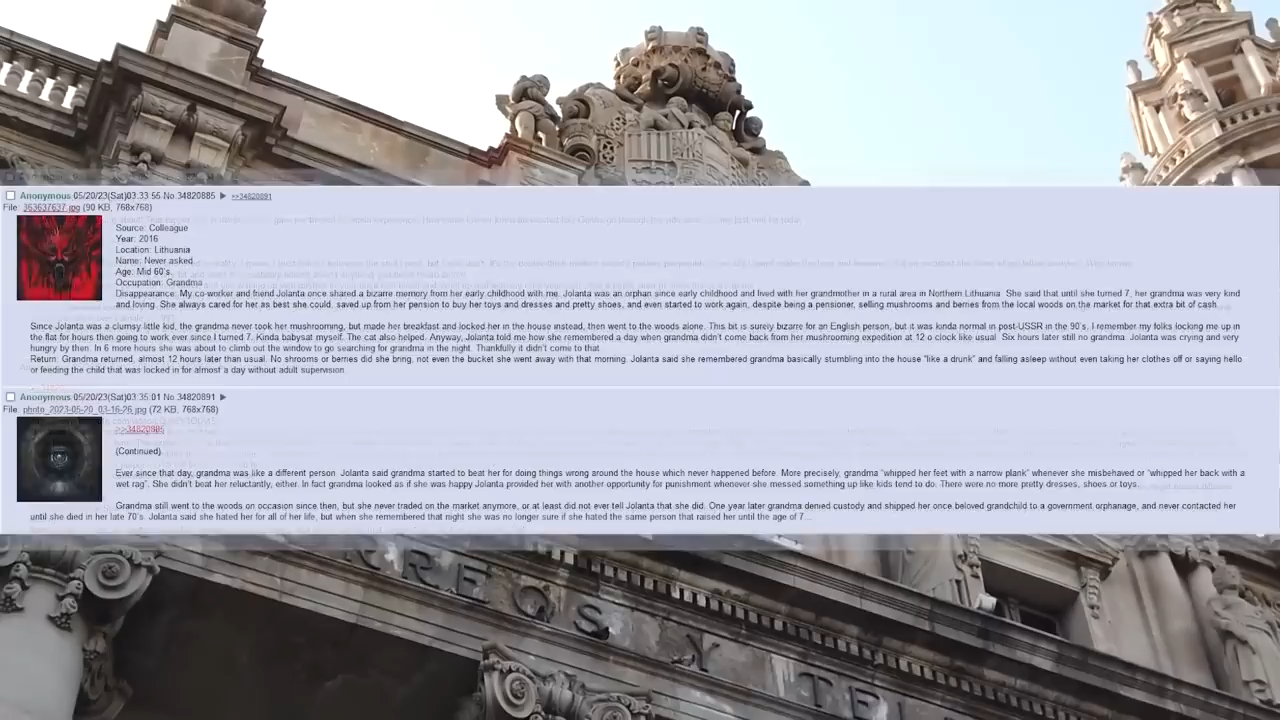 Anonymous 05/20/23(Sat)03:33:55 No.34820885 ▶ >>34820891
File: 363637637.jpg (90 KB, 768x768)
Source: Colleague
Year: 2016
Location: Lithuania
Name: Never asked
Age: Mid 60's.
Occupation: Grandma
Disappearance: My co-worker and friend Jolanta once shared a bizarre memory from her early childhood with me. Jolanta was an orphan since early childhood and lived with her grandmother in a rural area in Northern Lithuania. She said that until she turned 7, her grandma was very kind
and loving. She always cared for her as best she could, saved up from her pension to buy her toys and dresses and pretty shoes, and even started to work again, despite being a pensioner, selling mushrooms and berries from the local woods on the market for that extra bit of cash.
Since Jolanta was a clumsy little kid, the grandma never took her mushrooming, but made her breakfast and locked her in the house instead, then went to the woods alone. This bit is surely bizarre for an English person, but it was kinda normal in post-USSR in the 90's, I remember my folks locking me up in
the flat for hours then going to work ever since I turned 7. Kinda babysat myself. The cat also helped. Anyway, Jolanta told me how she remembered a day when grandma didn't come back from her mushrooming expedition at 12 o clock like usual. Six hours later still no grandma. Jolanta was crying and very
hungry by then. In 6 more hours she was about to climb out the window to go searching for grandma in the night. Thankfully it didn't come to that.
Return: Grandma returned, almost 12 hours later than usual. No shrooms or berries did she bring, not even the bucket she went away with that morning. Jolanta said she remembered grandma basically stumbling into the house "like a drunk" and falling asleep without even taking her clothes off or saying hello
or feeding the child that was locked in for almost a day without adult supervision.
Anonymous 05/20/23(Sat)03:35:01 No.34820891 ▶
File: photo_2023-05-20_03-16-26.jpg (72 KB, 768x768)
>>34820885
(Continued)
Ever since that day, grandma was like a different person. Jolanta said grandma started to beat her for doing things wrong around the house which never happened before. More precisely, grandma "whipped her feet with a narrow plank" whenever she misbehaved or "whipped her back with a
wet rag". She didn't beat her reluctantly, either. In fact grandma looked as if she was happy Jolanta provided her with another opportunity for punishment whenever she messed something up like kids tend to do. There were no more pretty dresses, shoes or toys.
Grandma still went to the woods on occasion since then, but she never traded on the market anymore, or at least did not ever tell Jolanta that she did. One year later grandma denied custody and shipped her once beloved grandchild to a government orphanage, and never contacted her
until she died in her late 70's. Jolanta said she hated her for all of her life, but when she remembered that night she was no longer sure if she hated the same person that raised her until the age of 7...
RREOS Y TEL